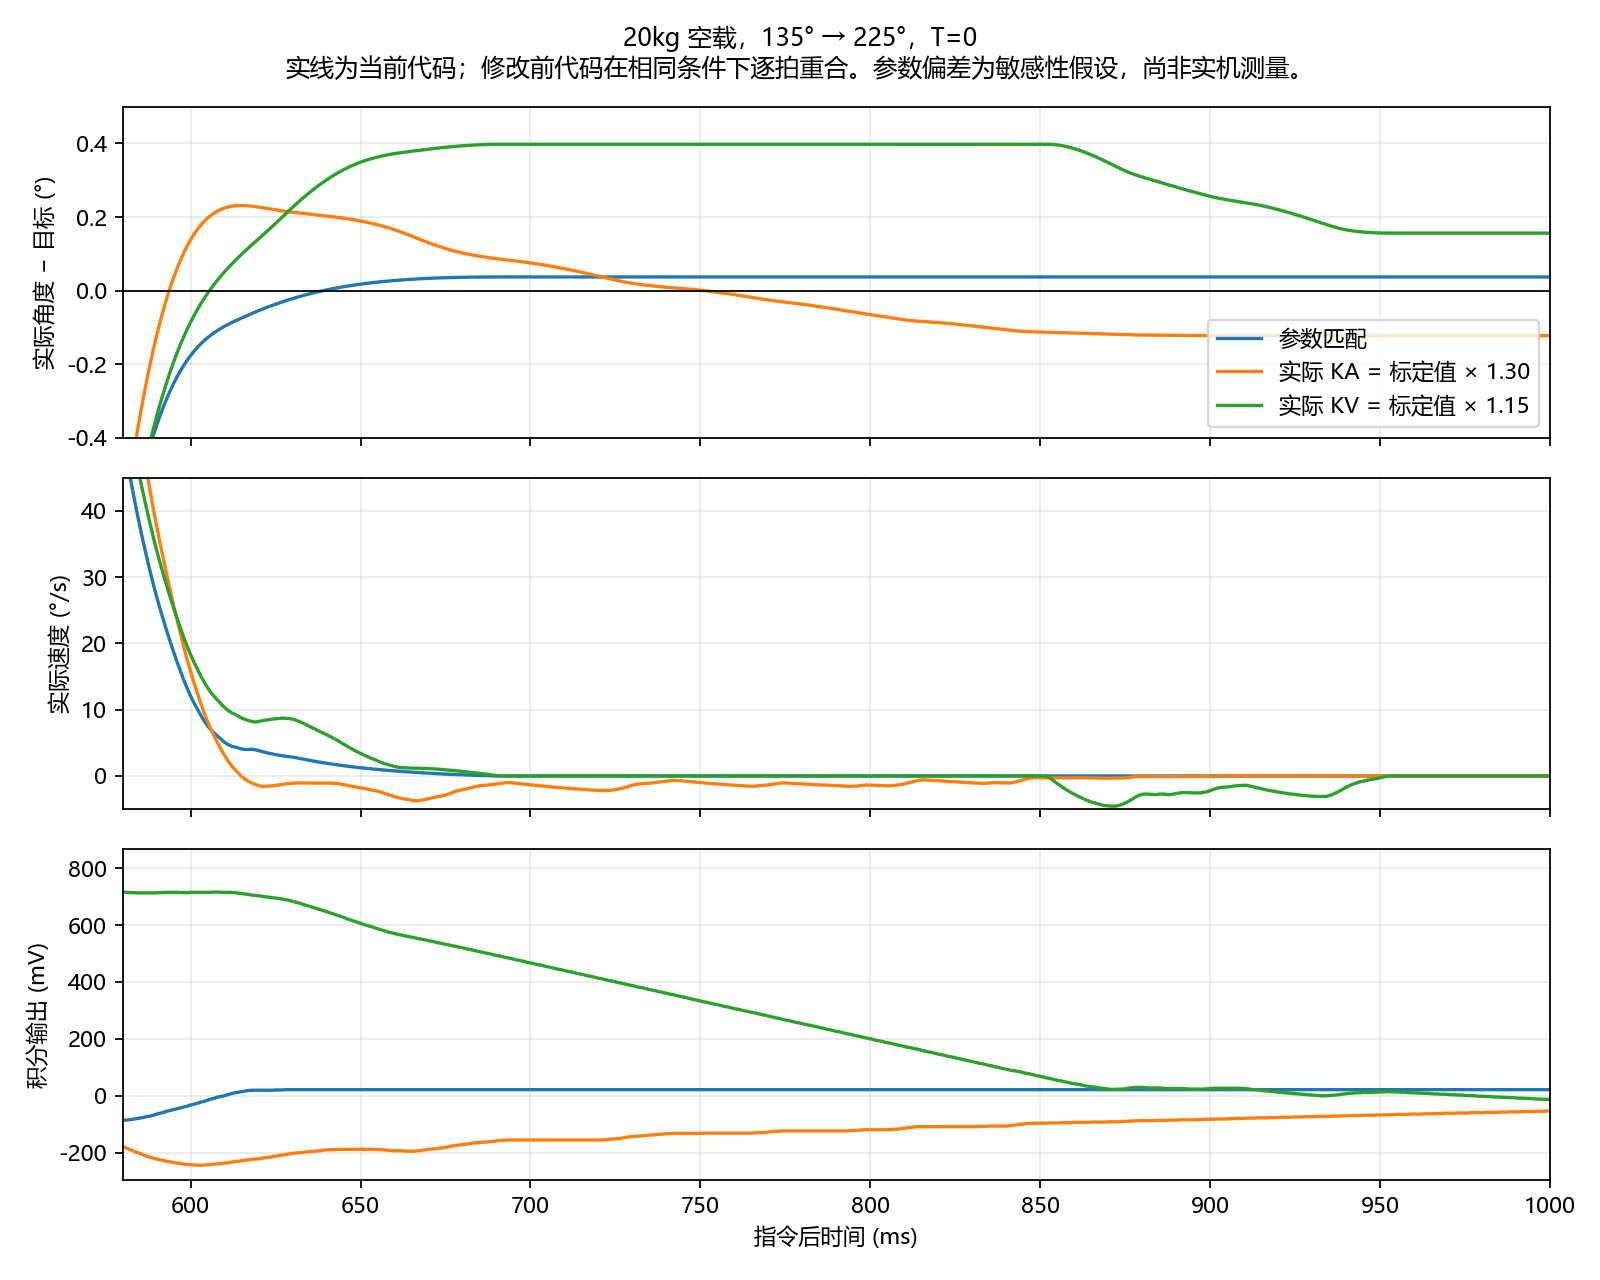 20kg 空载，135° → 225°，T=0
实线为当前代码；修改前代码在相同条件下逐拍重合。参数偏差为敏感性假设，尚非实机测量。
实际角度 − 目标 (°)
0.4
0.2
0.0
-0.2
-0.4
参数匹配
实际 KA = 标定值 × 1.30
实际 KV = 标定值 × 1.15
实际速度 (°/s)
40
30
20
10
0
积分输出 (mV)
800
600
400
200
0
-200
600
650
700
750
800
850
900
950
1000
指令后时间 (ms)